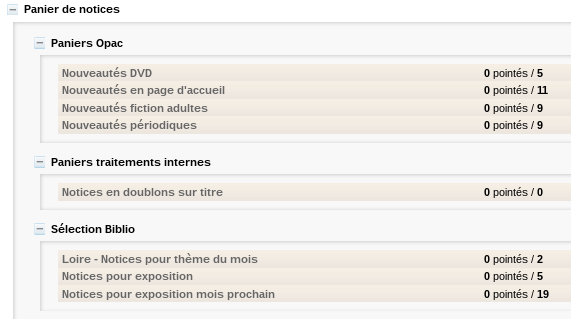 Panier de notices
Paniers Opac
Nouveautés DVD 0 pointés / 5
Nouveautés en page d'accueil 0 pointés / 11
Nouveautés fiction adultes 0 pointés / 9
Nouveautés périodiques 0 pointés / 9
Paniers traitements internes
Notices en doublons sur titre 0 pointés / 0
Sélection Biblio
Loire - Notices pour thème du mois 0 pointés / 2
Notices pour exposition 0 pointés / 5
Notices pour exposition mois prochain 0 pointés / 19